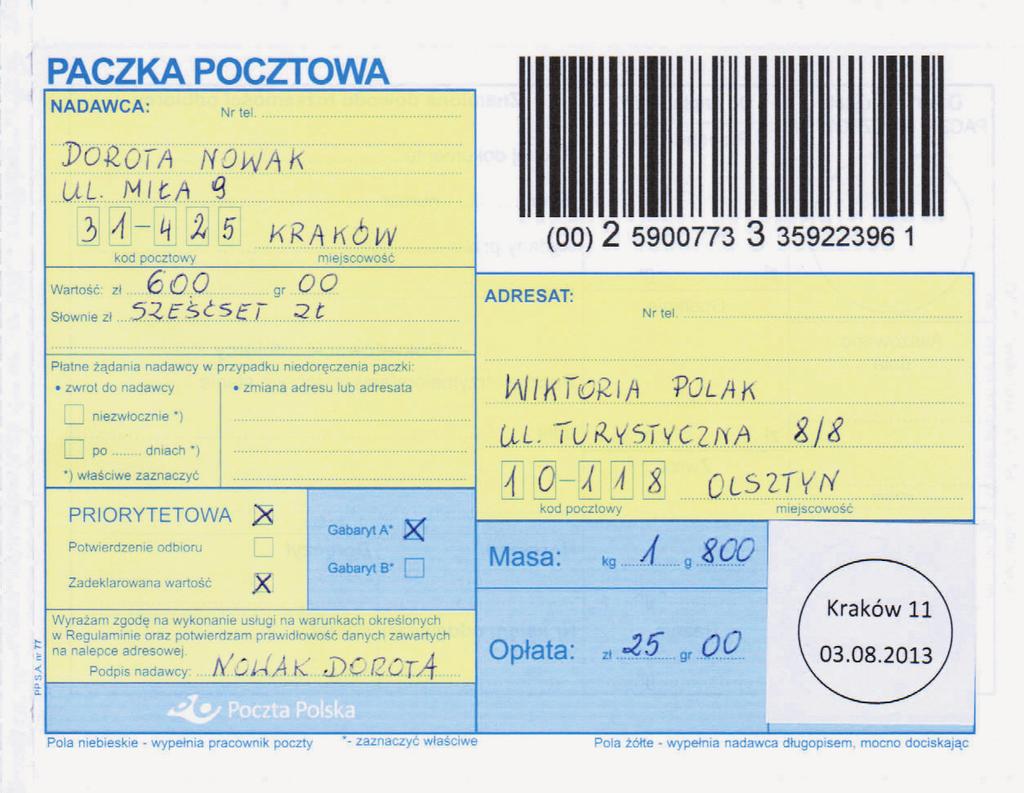 PACZKA POCZTOWA
NADAWCA:
Nr tel.
DOROTA NOWAK
UL. MIŁA 9
31-425 KRAKÓW
kod pocztowy miejscowość
Wartość: zł 600 gr 00
Słownie zł SZEŚĆSET ZŁ
Płatne żądania nadawcy w przypadku niedoręczenia paczki:
• zwrot do nadawcy
niezwłocznie *)
po ........ dniach *)
*) właściwe zaznaczyć
• zmiana adresu lub adresata
PRIORYTETOWA X
Potwierdzenie odbioru
Zadeklarowana wartość X
Gabaryt A* X
Gabaryt B*
Wyrażam zgodę na wykonanie usługi na warunkach określonych
w Regulaminie oraz potwierdzam prawidłowość danych zawartych
na nalepce adresowej.
Podpis nadawcy: NOWAK DOROTA
Poczta Polska
PP S.A. nr 77
(00) 2 5900773 3 35922396 1
ADRESAT:
Nr tel.
WIKTORIA POLAK
UL. TURYSTYCZNA 8/8
10-118 OLSZTYN
kod pocztowy miejscowość
Masa: kg 1 g 800
Opłata: zł 25 gr 00
Kraków 11
03.08.2013
Pola niebieskie - wypełnia pracownik poczty *- zaznaczyć właściwe
Pola żółte - wypełnia nadawca długopisem, mocno dociskając